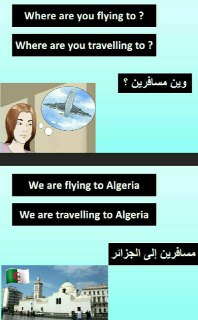 Where are you flying to ?
Where are you travelling to ?
وين مسافرين ؟
We are flying to Algeria
We are travelling to Algeria
مسافرين إلى الجزائر